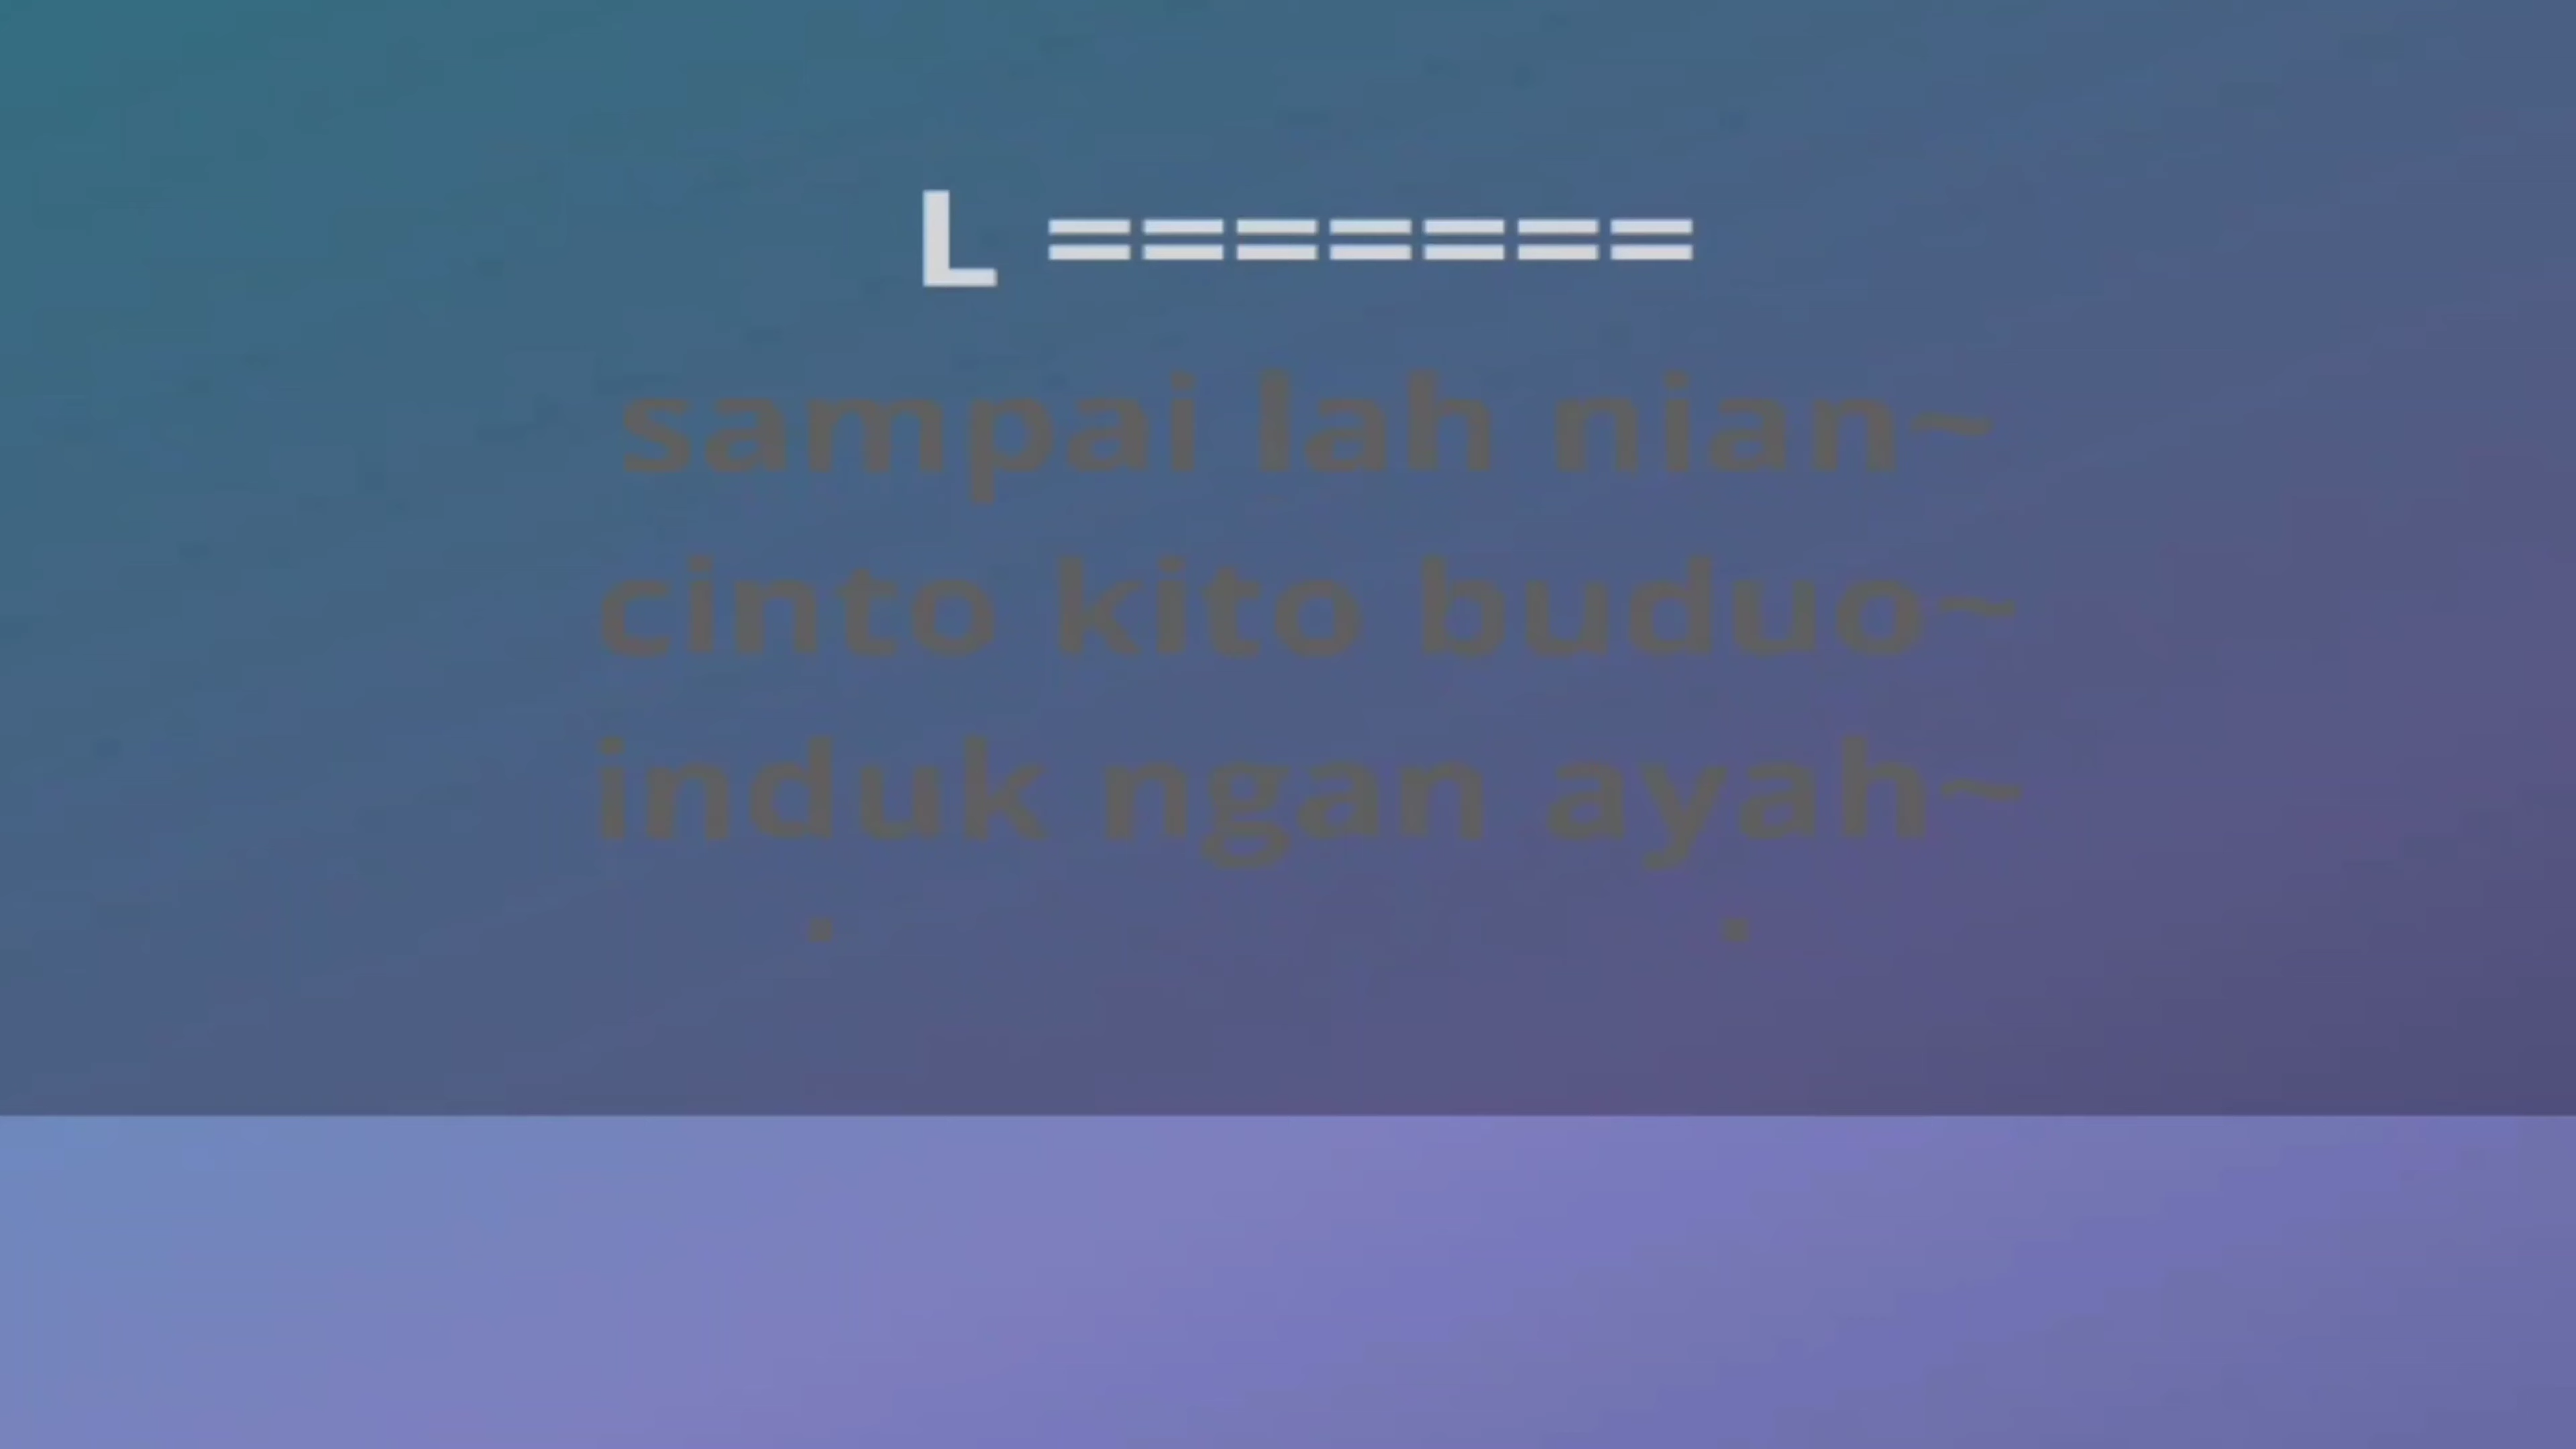 L =======
sampai lah nian~
cinto kito buduo~
induk ngan ayah~